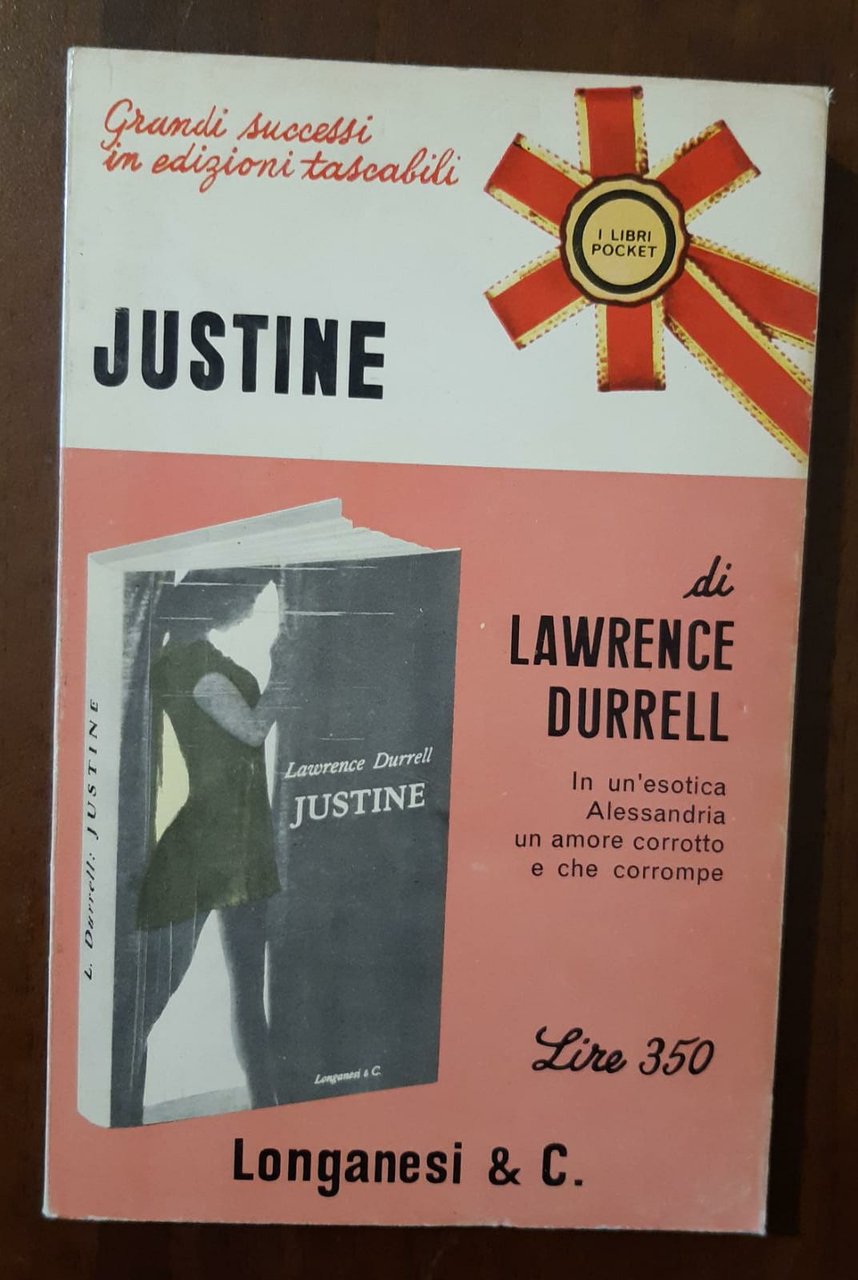 Grandi successi
in edizioni tascabili
I LIBRI
POCKET
JUSTINE
di
LAWRENCE
DURRELL
In un'esotica
Alessandria
un amore corrotto
e che corrompe
L. Durrell: JUSTINE
Lawrence Durrell
JUSTINE
Longanesi & C.
Lire 350
Longanesi & C.